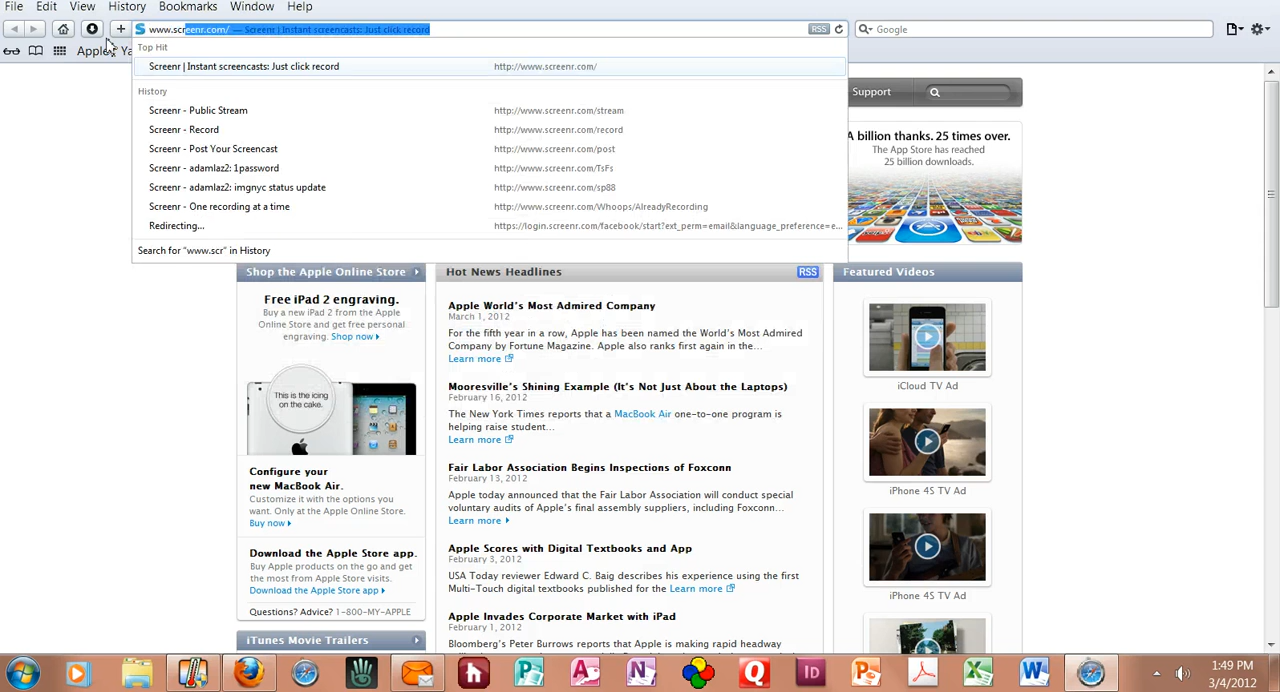 File Edit View History Bookmarks Window Help
www.screenr.com/ — Screenr | Instant screencasts: Just click record
RSS
Google
Apple Ya
Top Hit
Screenr | Instant screencasts: Just click record http://www.screenr.com/
History
Screenr - Public Stream http://www.screenr.com/stream
Screenr - Record http://www.screenr.com/record
Screenr - Post Your Screencast http://www.screenr.com/post
Screenr - adamlaz2: 1password http://www.screenr.com/TsFs
Screenr - adamlaz2: imgnyc status update http://www.screenr.com/sp88
Screenr - One recording at a time http://www.screenr.com/Whoops/AlreadyRecording
Redirecting... https://login.screenr.com/facebook/start?ext_perm=email&language_preference=e...
Search for "www.scr" in History
Support
A billion thanks. 25 times over.
The App Store has reached
25 billion downloads.
Shop the Apple Online Store
Free iPad 2 engraving.
Buy a new iPad 2 from the Apple
Online Store and get free personal
engraving. Shop now
This is the icing
on the cake.
Configure your
new MacBook Air.
Customize it with the options you
want. Only at the Apple Online Store.
Buy now
Download the Apple Store app.
Buy Apple products on the go and get
the most from Apple Store visits.
Download the Apple Store app
Questions? Advice? 1-800-MY-APPLE
iTunes Movie Trailers
Hot News Headlines RSS
Apple World's Most Admired Company
March 1, 2012
For the fifth year in a row, Apple has been named the World's Most Admired
Company by Fortune Magazine. Apple also ranks first again in the...
Learn more
Mooresville's Shining Example (It's Not Just About the Laptops)
February 16, 2012
The New York Times reports that a MacBook Air one-to-one program is
helping raise student...
Learn more
Fair Labor Association Begins Inspections of Foxconn
February 13, 2012
Apple today announced that the Fair Labor Association will conduct special
voluntary audits of Apple's final assembly suppliers, including Foxconn...
Learn more
Apple Scores with Digital Textbooks and App
February 3, 2012
USA Today reviewer Edward C. Baig describes his experience using the first
Multi-Touch digital textbooks published for the Learn more
Apple Invades Corporate Market with iPad
February 1, 2012
Bloomberg's Peter Burrows reports that Apple is making rapid headway
Featured Videos
iCloud TV Ad
iPhone 4S TV Ad
iPhone 4S TV Ad
1:49 PM
3/4/2012